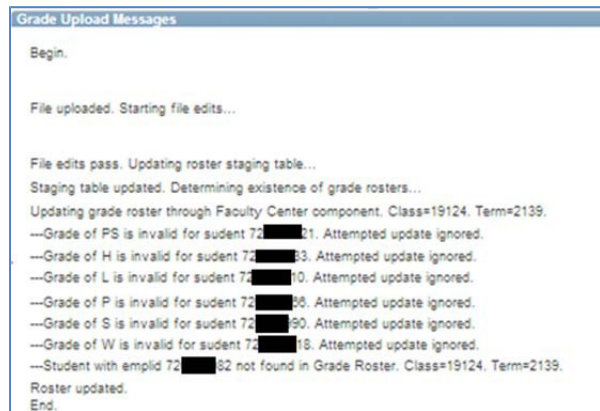 Grade Upload Messages
Begin.
File uploaded. Starting file edits...
File edits pass. Updating roster staging table...
Staging table updated. Determining existence of grade rosters...
Updating grade roster through Faculty Center component. Class=19124. Term=2139.
---Grade of PS is invalid for sudent 72 21. Attempted update ignored.
---Grade of H is invalid for sudent 72 33. Attempted update ignored.
---Grade of L is invalid for sudent 72 10. Attempted update ignored.
---Grade of P is invalid for sudent 72 66. Attempted update ignored.
---Grade of S is invalid for sudent 72 90. Attempted update ignored.
---Grade of W is invalid for sudent 72 18. Attempted update ignored.
---Student with emplid 72 82 not found in Grade Roster. Class=19124. Term=2139.
Roster updated.
End.